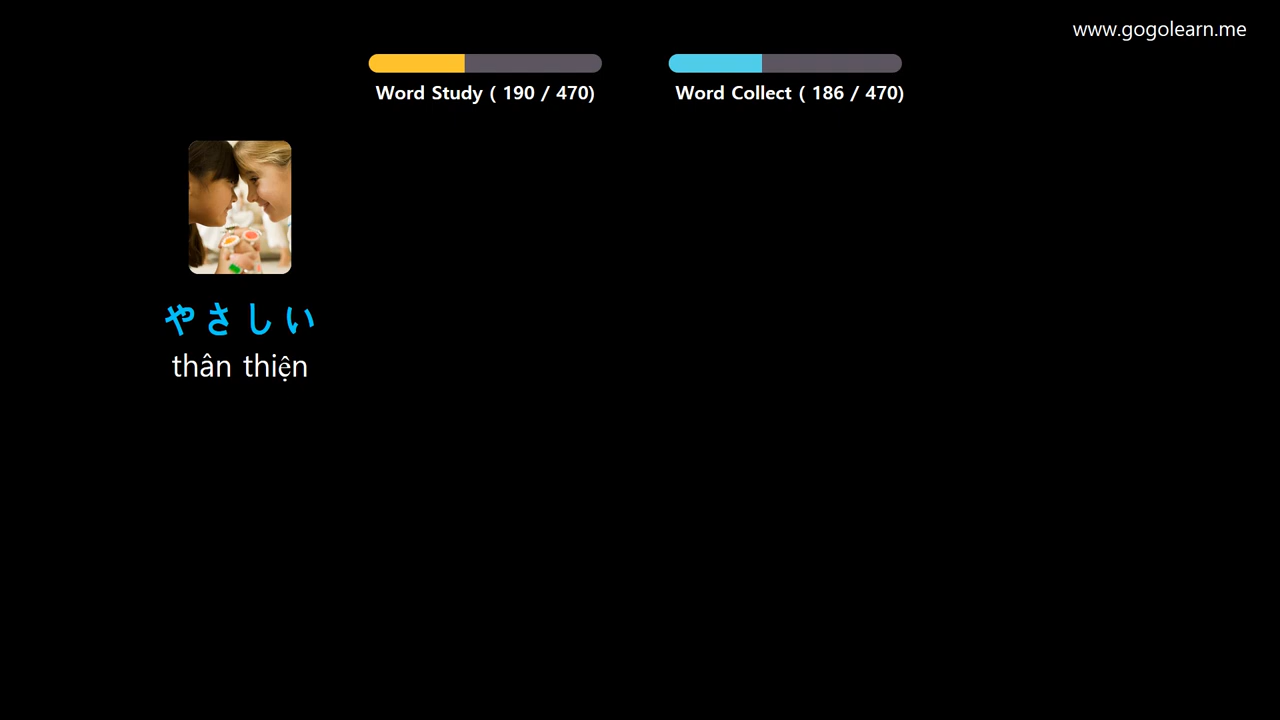 www.gogolearn.me
Word Study ( 190 / 470)
Word Collect ( 186 / 470)
やさしい
thân thiện